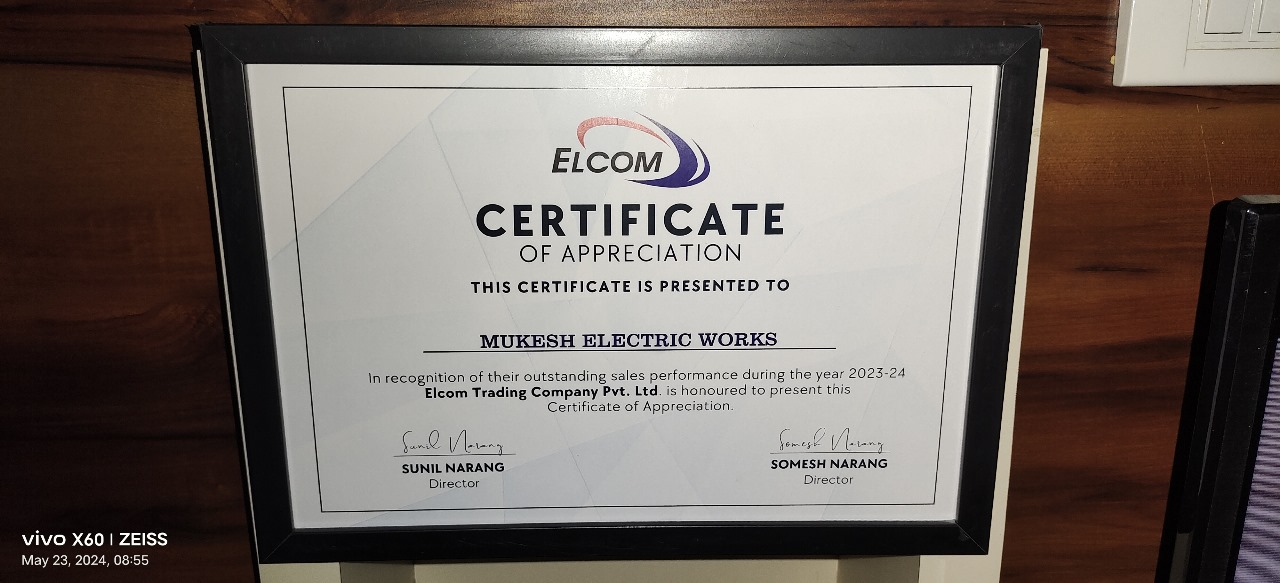 ELCOM
CERTIFICATE
OF APPRECIATION
THIS CERTIFICATE IS PRESENTED TO
MUKESH ELECTRIC WORKS
In recognition of their outstanding sales performance during the year 2023-24
Elcom Trading Company Pvt. Ltd. is honoured to present this
Certificate of Appreciation.
Sunil Narang
SUNIL NARANG
Director
Somesh Narang
SOMESH NARANG
Director
vivo X60 | ZEISS
May 23, 2024, 08:55